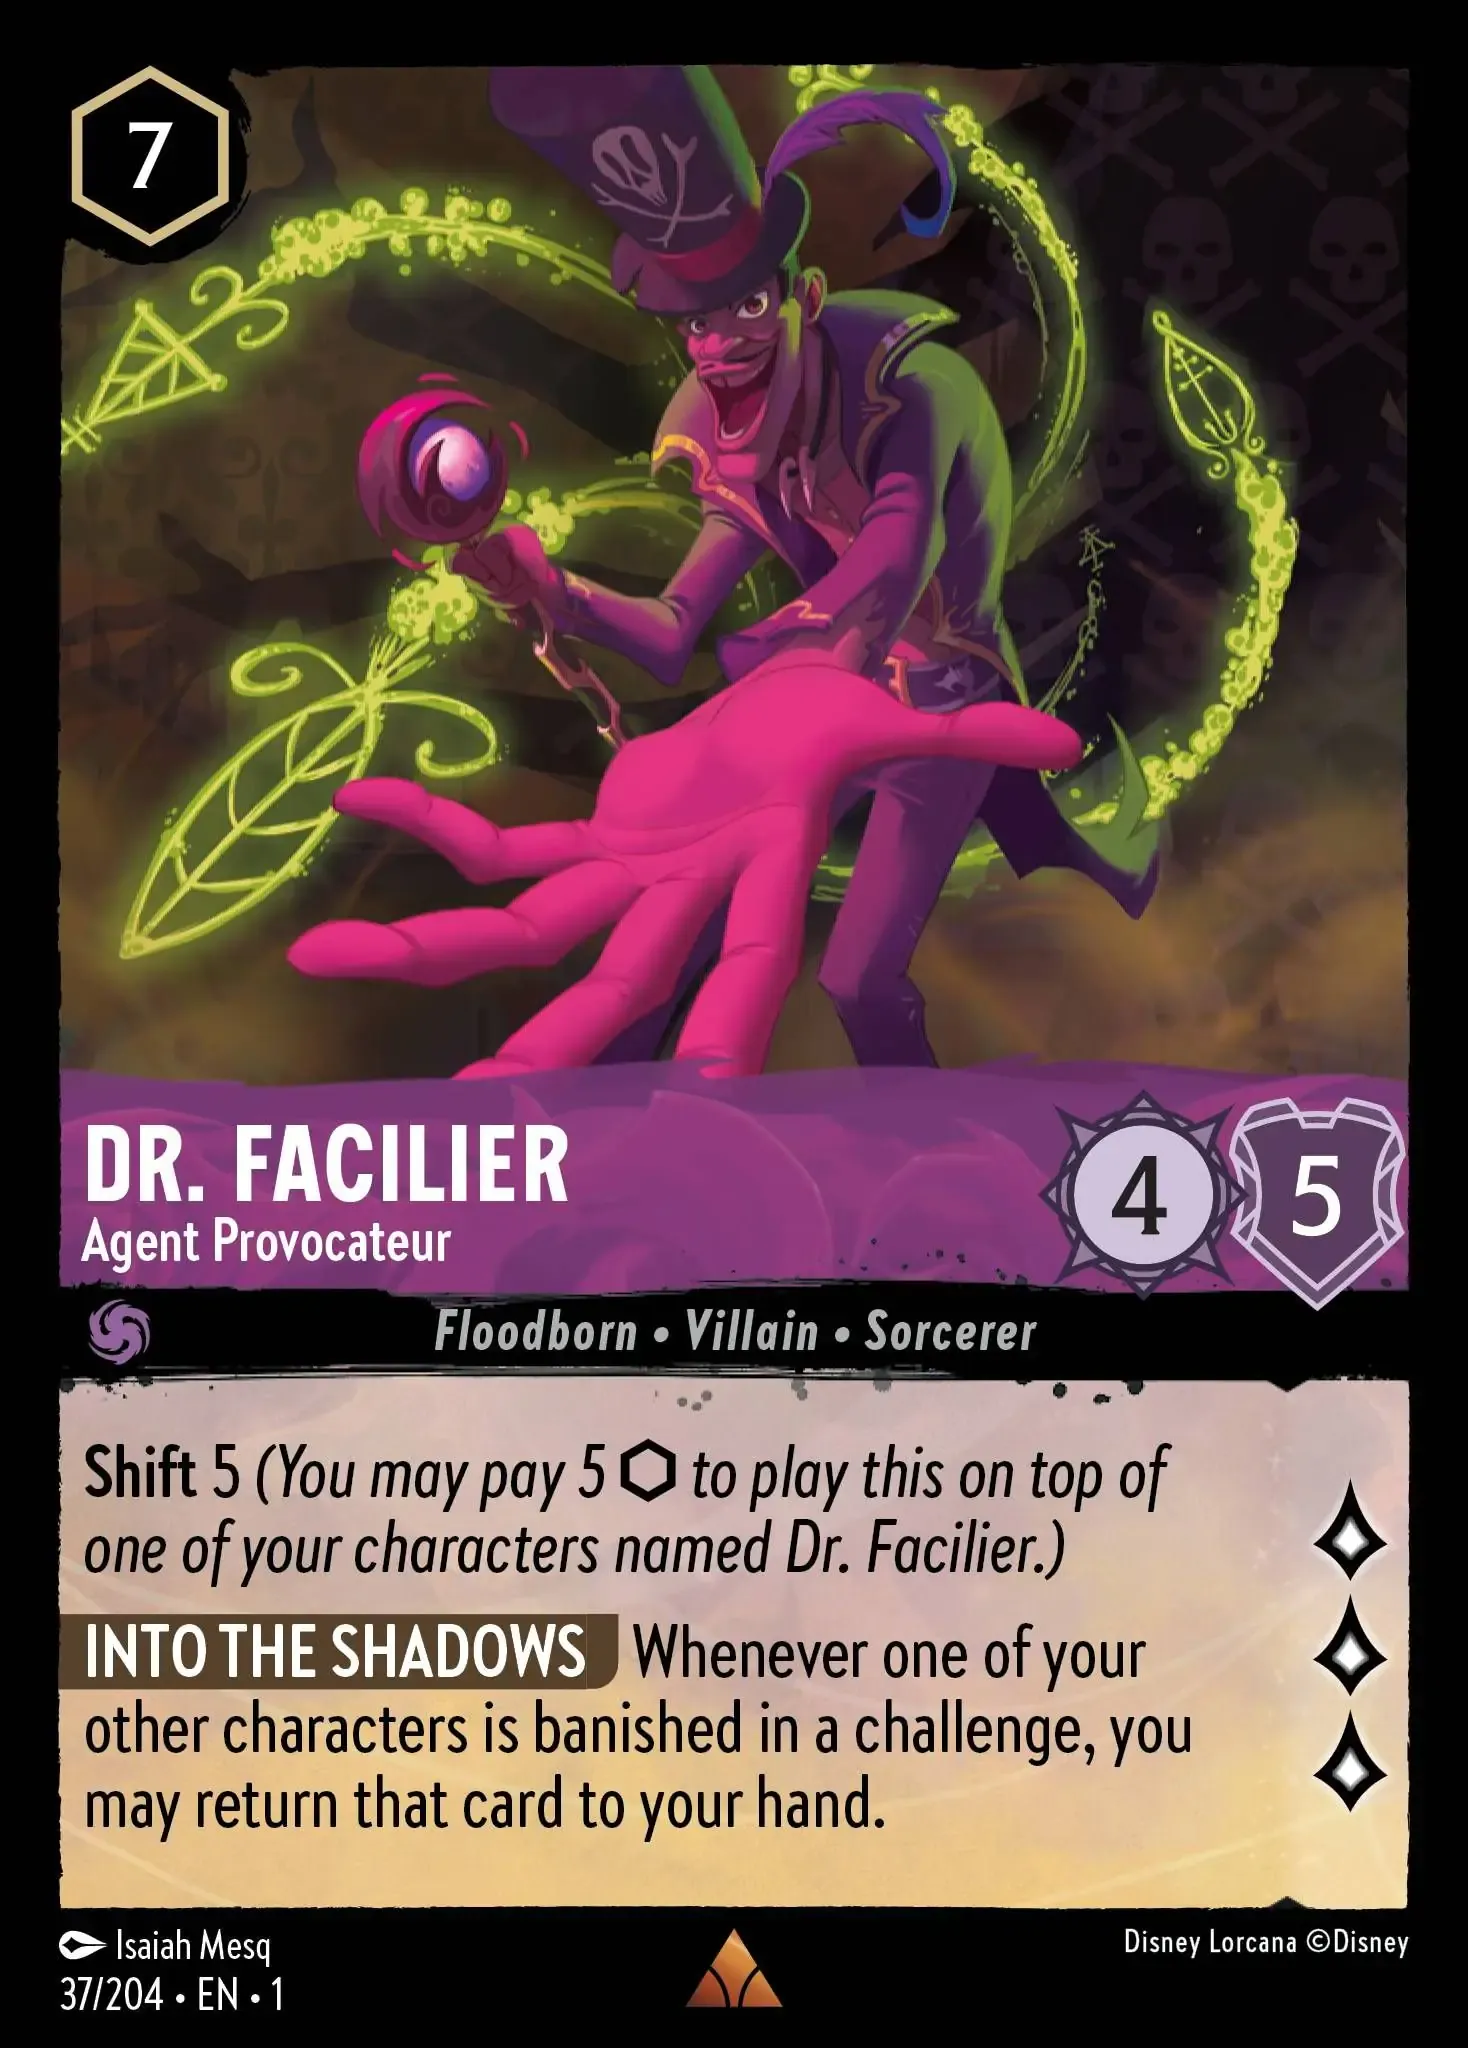 7
DR. FACILIER
Agent Provocateur
4
5
Floodborn • Villain • Sorcerer
Shift 5 (You may pay 5 ⬡ to play this on top of
one of your characters named Dr. Facilier.)
INTO THE SHADOWS Whenever one of your
other characters is banished in a challenge, you
may return that card to your hand.
Isaiah Mesq
37/204 • EN • 1
Disney Lorcana ©Disney